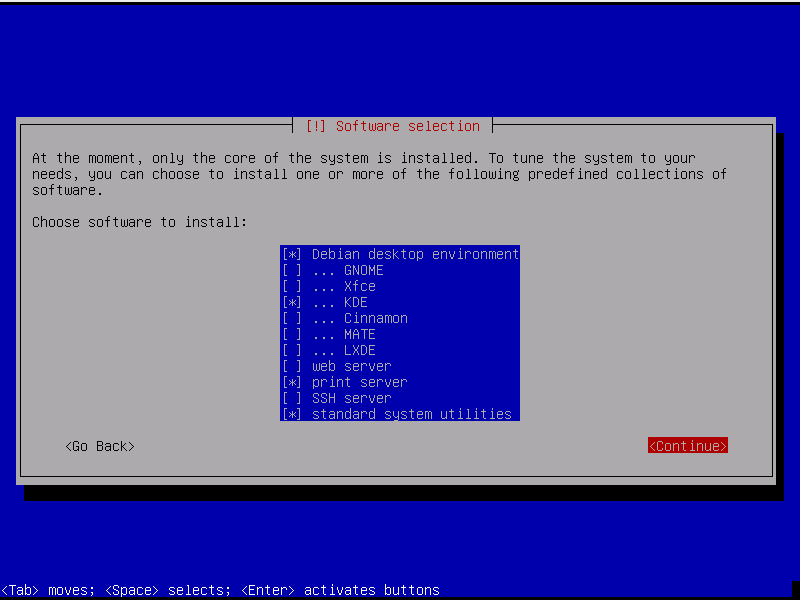 [!] Software selection
At the moment, only the core of the system is installed. To tune the system to your
needs, you can choose to install one or more of the following predefined collections of
software.
Choose software to install:
[*] Debian desktop environment
[ ] ... GNOME
[ ] ... Xfce
[*] ... KDE
[ ] ... Cinnamon
[ ] ... MATE
[ ] ... LXDE
[ ] web server
[*] print server
[ ] SSH server
[*] standard system utilities
<Go Back> <Continue>
<Tab> moves; <Space> selects; <Enter> activates buttons